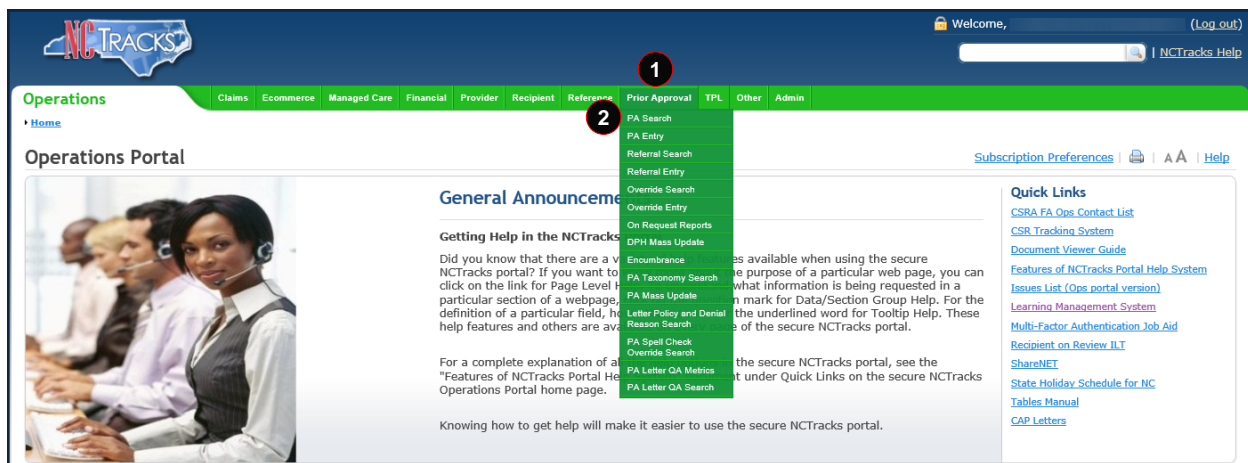 NCTRACKS
Welcome, (Log out)
| NCTracks Help
1
Operations Claims Ecommerce Managed Care Financial Provider Recipient Reference Prior Approval TPL Other Admin
2
Home
PA Search
PA Entry
Referral Search
Referral Entry
Override Search
Override Entry
On Request Reports
DPH Mass Update
Encumbrance
PA Taxonomy Search
PA Mass Update
Letter Policy and Denial
Reason Search
PA Spell Check
Override Search
PA Letter QA Metrics
PA Letter QA Search
Operations Portal
Subscription Preferences | | A A | Help
General Announceme
Getting Help in the NCTracks
Did you know that there are a v features available when using the secure
NCTracks portal? If you want to the purpose of a particular web page, you can
click on the link for Page Level H what information is being requested in a
particular section of a webpage, n mark for Data/Section Group Help. For the
definition of a particular field, ho the underlined word for Tooltip Help. These
help features and others are ava of the secure NCTracks portal.
For a complete explanation of al the secure NCTracks portal, see the
"Features of NCTracks Portal He nt under Quick Links on the secure NCTracks
Operations Portal home page.
Knowing how to get help will make it easier to use the secure NCTracks portal.
Quick Links
CSRA FA Ops Contact List
CSR Tracking System
Document Viewer Guide
Features of NCTracks Portal Help System
Issues List (Ops portal version)
Learning Management System
Multi-Factor Authentication Job Aid
Recipient on Review ILT
ShareNET
State Holiday Schedule for NC
Tables Manual
CAP Letters